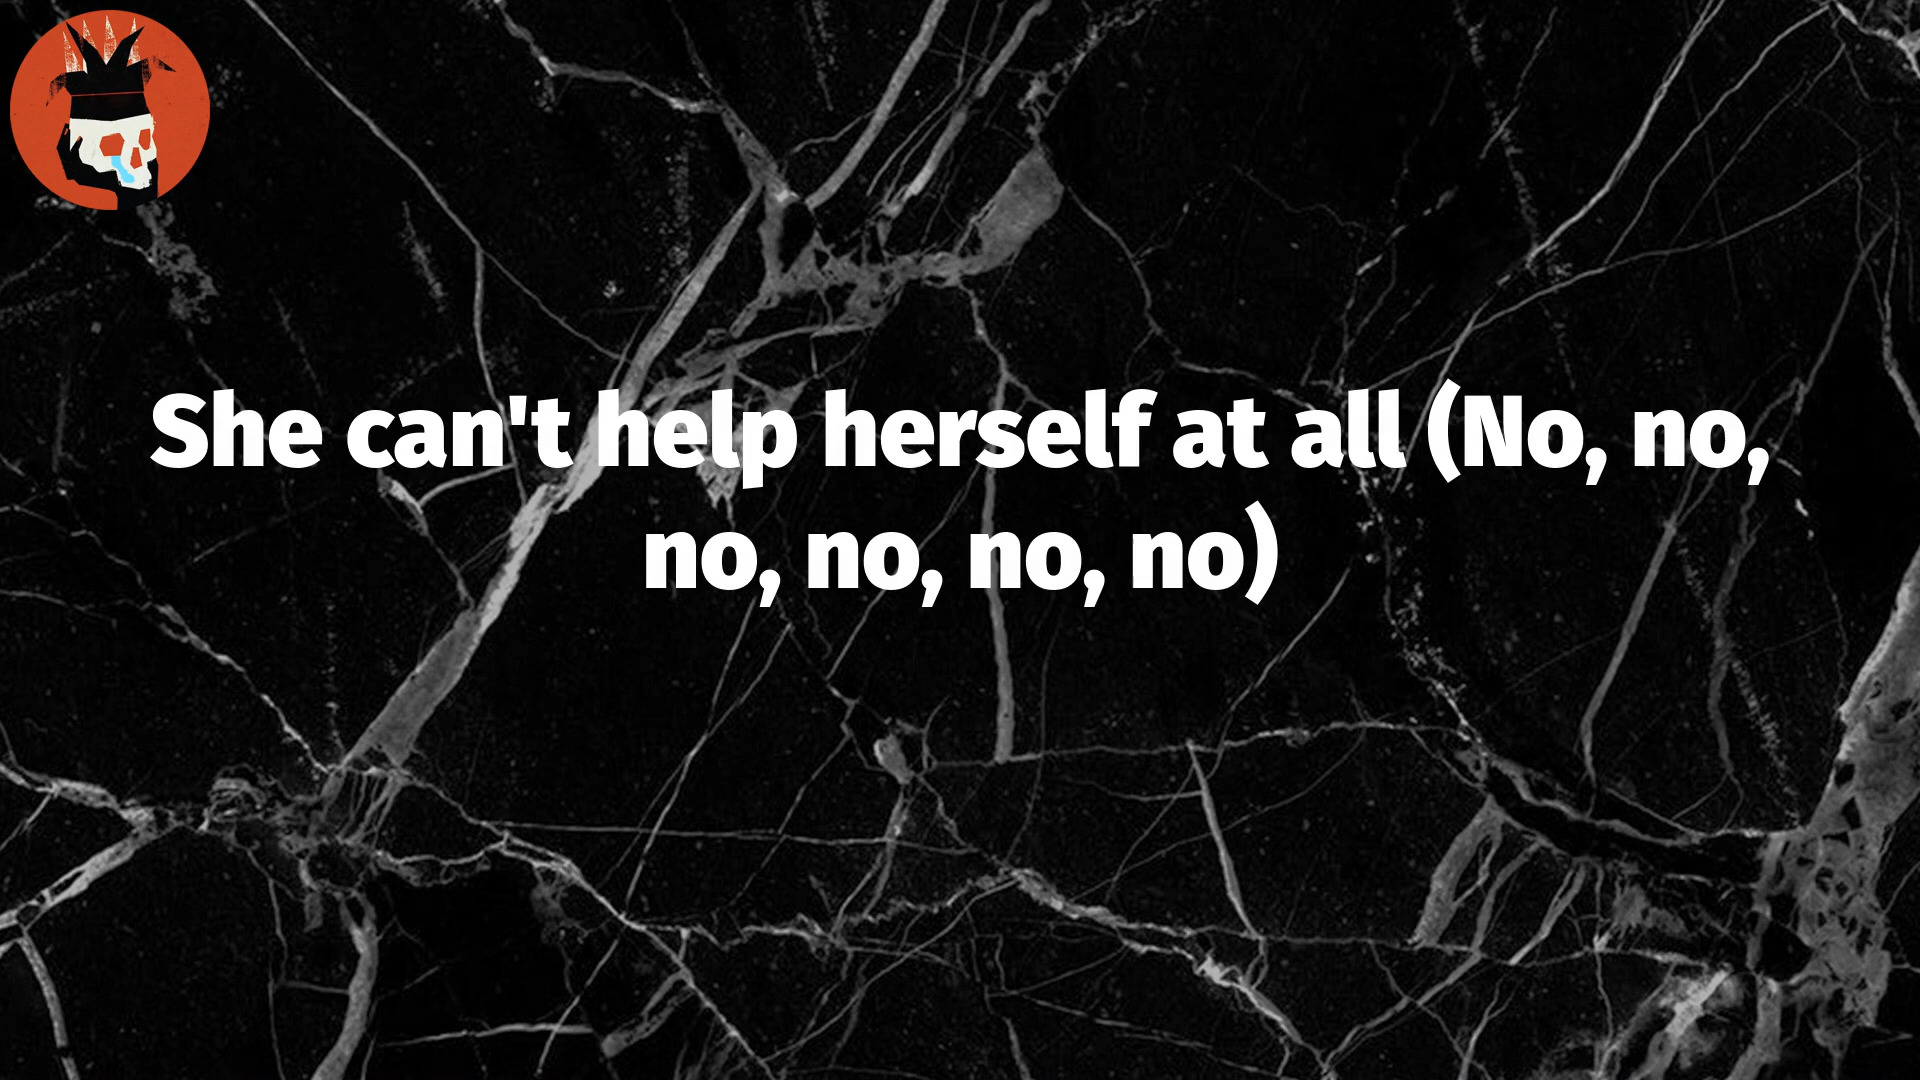 She can't help herself at all (No, no,
no, no, no, no)